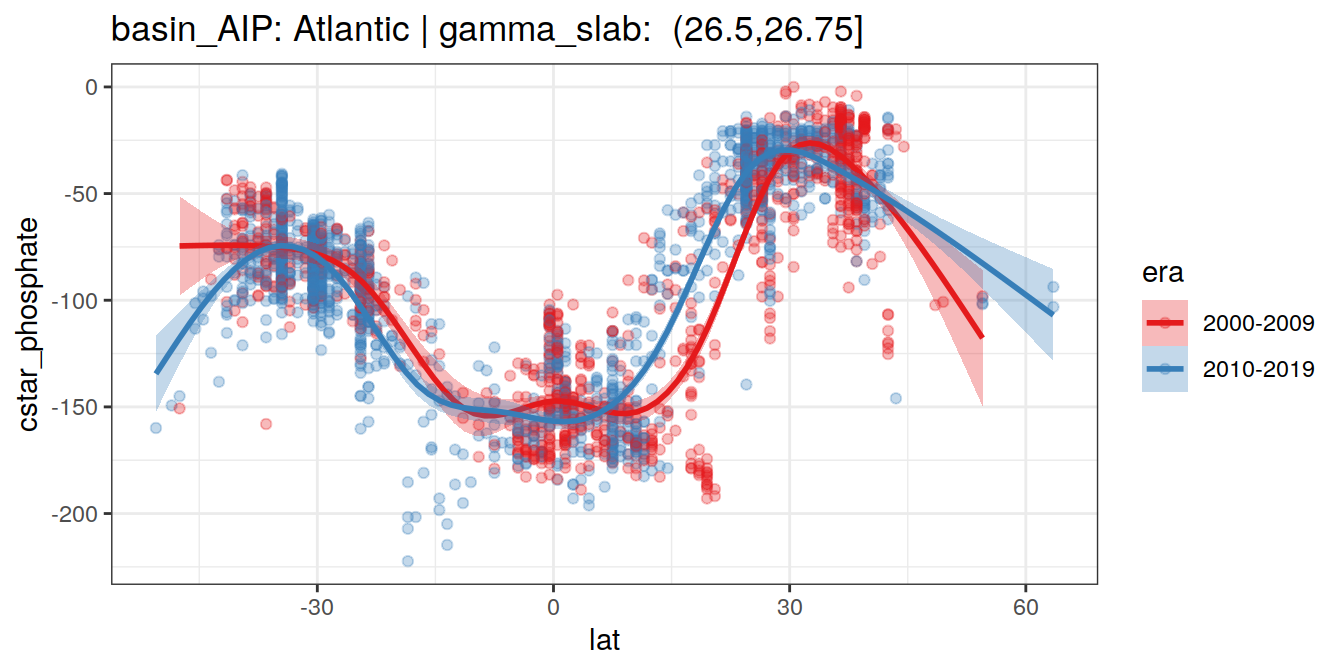 basin_AIP: Atlantic | gamma_slab:  (26.5,26.75]
0
-50
-100
-150
-200
cstar_phosphate
-30
0
30
60
lat
era
2000-2009
2010-2019